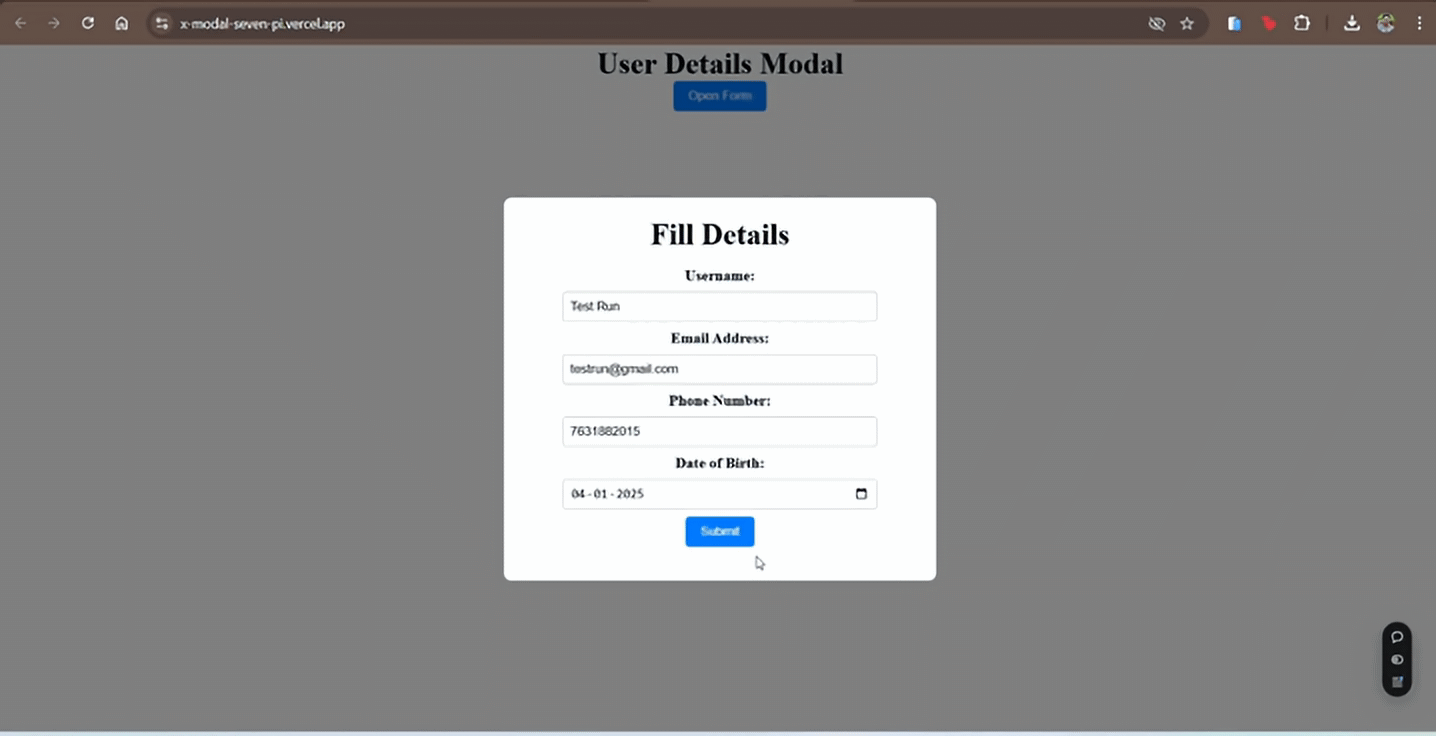 x-modal-seven-pi.vercel.app
User Details Modal
Open Form
Fill Details
Username:
Test Run
Email Address:
testrun@gmail.com
Phone Number:
7631882015
Date of Birth:
04-01-2025
Submit